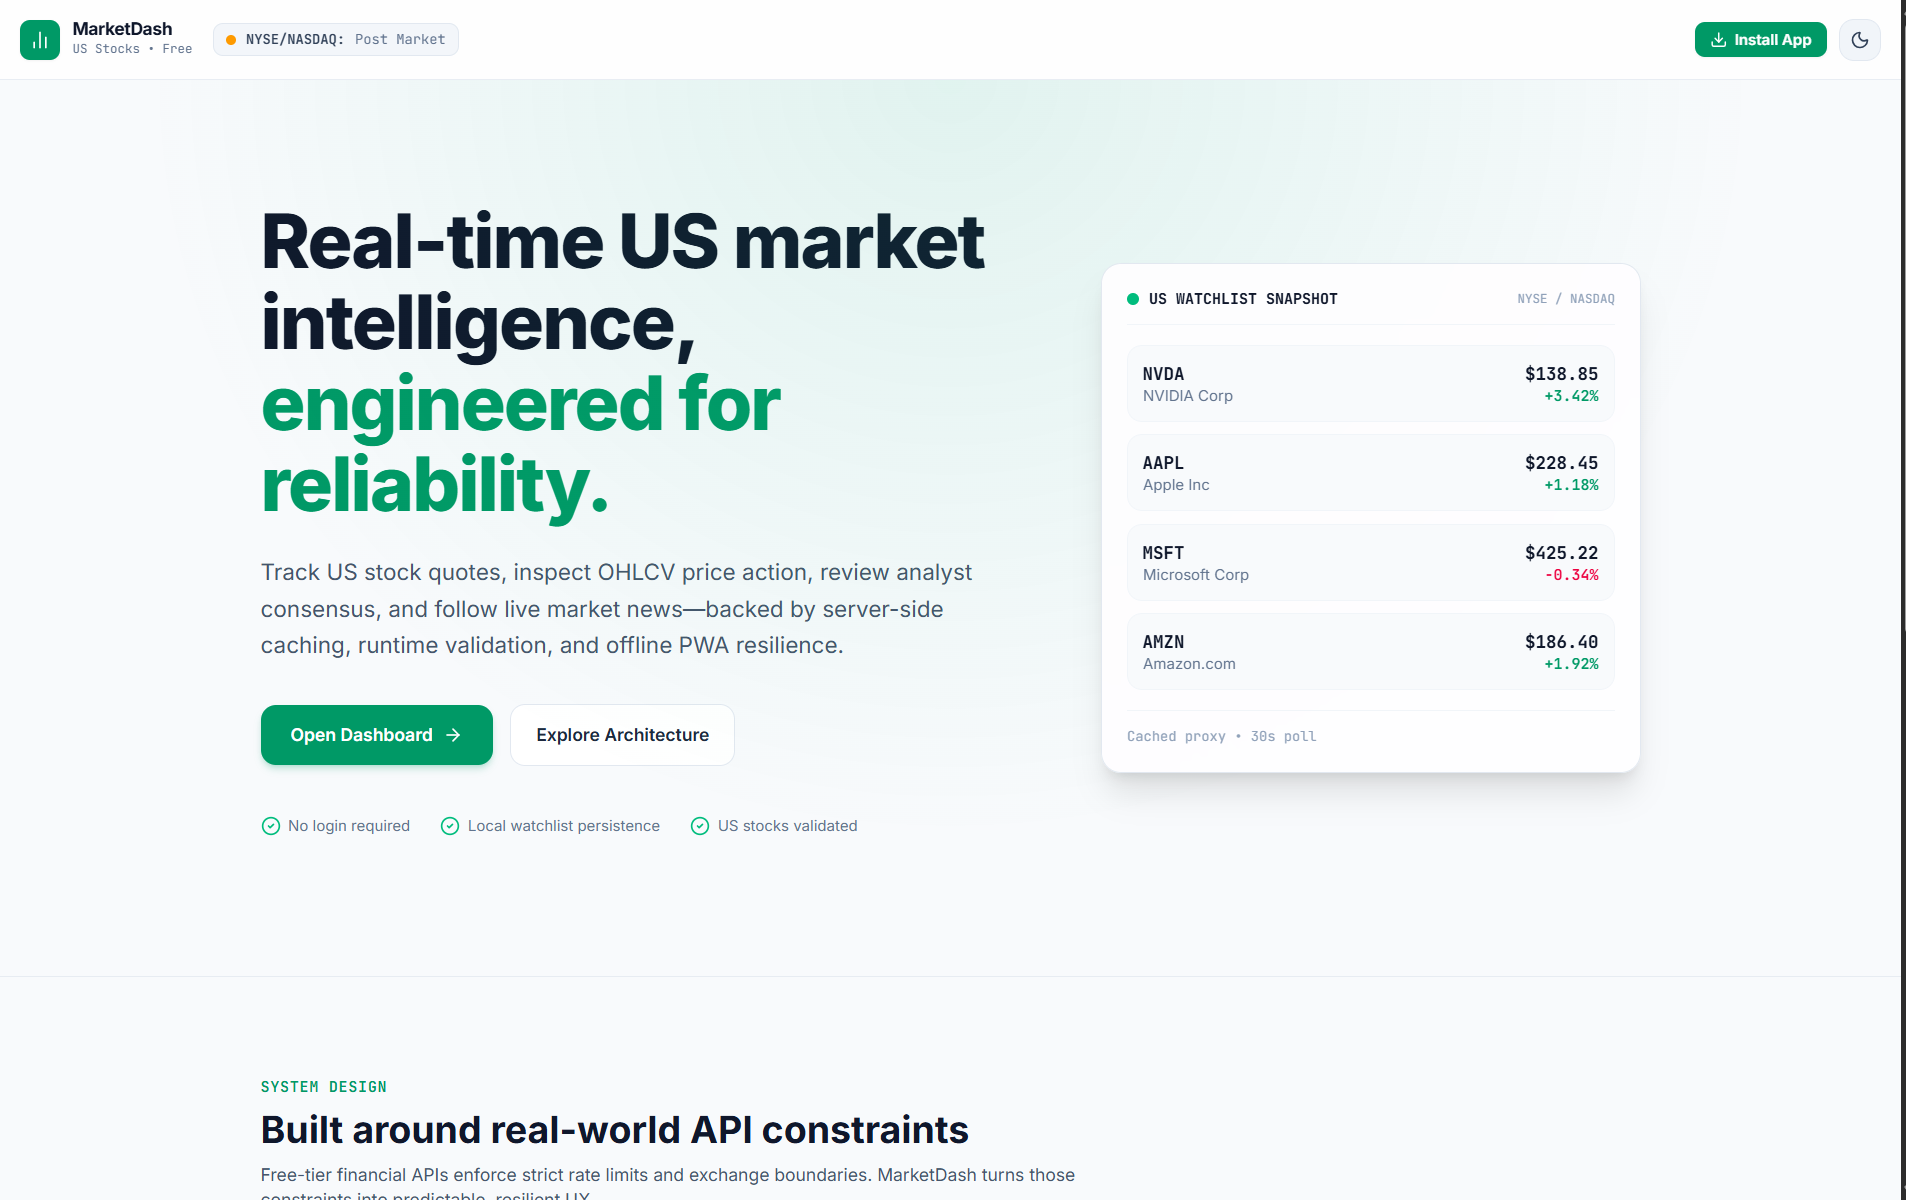 MarketDash
US Stocks • Free
NYSE/NASDAQ: Post Market
Install App
Real-time US market
intelligence,
engineered for
reliability.
Track US stock quotes, inspect OHLCV price action, review analyst
consensus, and follow live market news—backed by server-side
caching, runtime validation, and offline PWA resilience.
Open Dashboard
Explore Architecture
No login required
Local watchlist persistence
US stocks validated
US WATCHLIST SNAPSHOT
NYSE / NASDAQ
NVDA
$138.85
NVIDIA Corp
+3.42%
AAPL
$228.45
Apple Inc
+1.18%
MSFT
$425.22
Microsoft Corp
-0.34%
AMZN
$186.40
Amazon.com
+1.92%
Cached proxy • 30s poll
SYSTEM DESIGN
Built around real-world API constraints
Free-tier financial APIs enforce strict rate limits and exchange boundaries. MarketDash turns those
constraints into predictable, resilient UX.